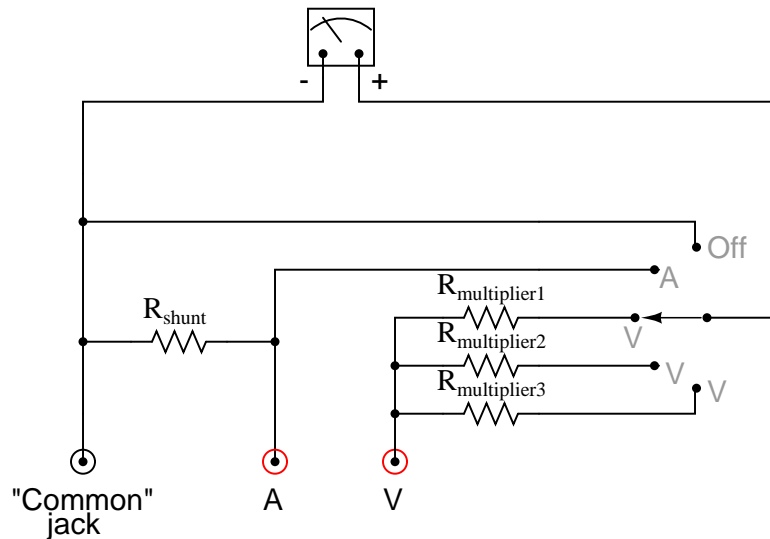 - +
Off
A
Rmultiplier1
Rshunt
V
Rmultiplier2
V
V
Rmultiplier3
"Common"
jack
A
V